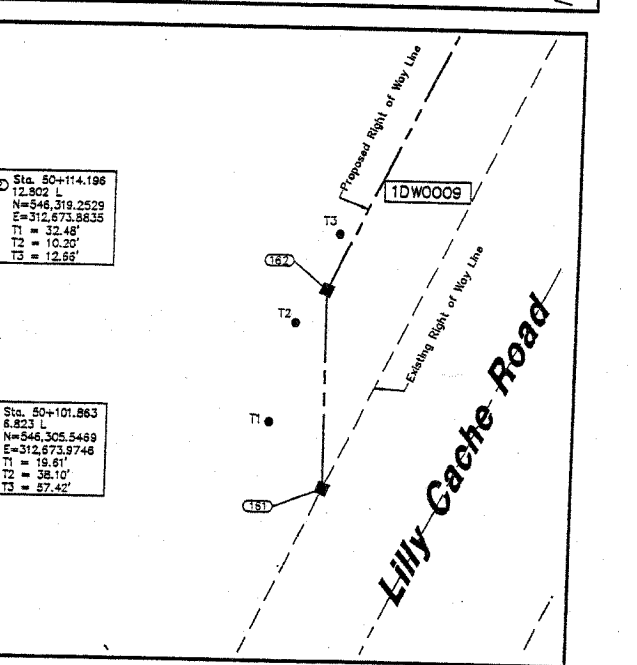 Sta. 50+114.196
12.802 L
N=546,319.2529
E=312,673.8835
T1 = 32.48'
T2 = 10.20'
T3 = 12.66'
Proposed Right of Way Line
1DW0009
T3
162
T2
Existing Right of Way Line
Lilly Cache Road
T1
Sta. 50+101.863
6.823 L
N=546,305.5469
E=312,673.9746
T1 = 19.61'
T2 = 38.10'
T3 = 57.42'
161